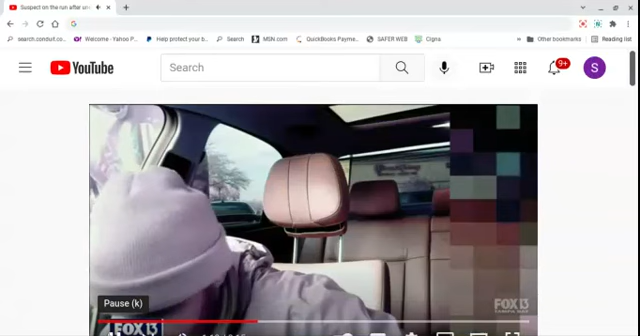 Suspect on the run after un
search.conduit.co... Welcome - Yahoo P... Help protect your b... Search MSN.com QuickBooks Payme... SAFER WEB Cigna » Other bookmarks Reading list
YouTube Search 9+ S
Pause (k)
FOX 13
FOX 13